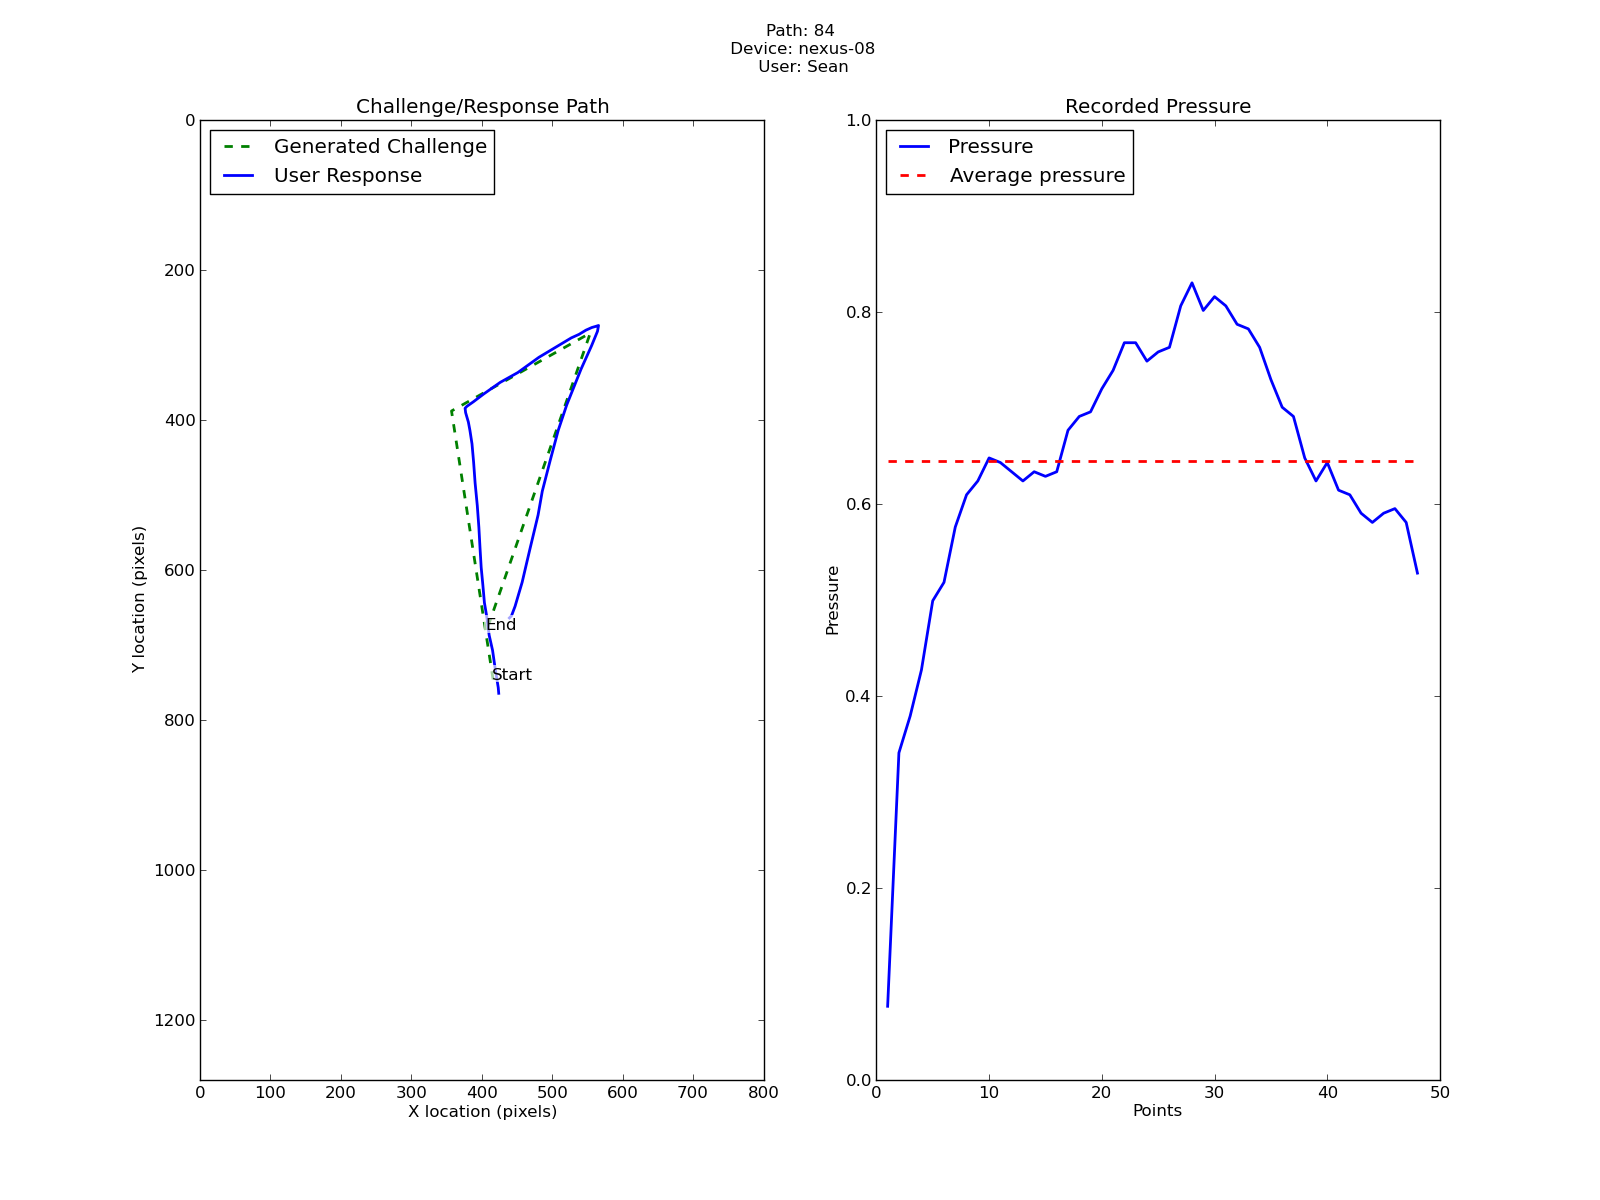 Path: 84
Device: nexus-08
User: Sean
Challenge/Response Path
Generated Challenge
User Response
0
200
400
600
800
1000
1200
Y location (pixels)
End
Start
0 100 200 300 400 500 600 700 800
X location (pixels)
Recorded Pressure
Pressure
Average pressure
1.0
0.8
0.6
0.4
0.2
0.0
Pressure
0 10 20 30 40 50
Points